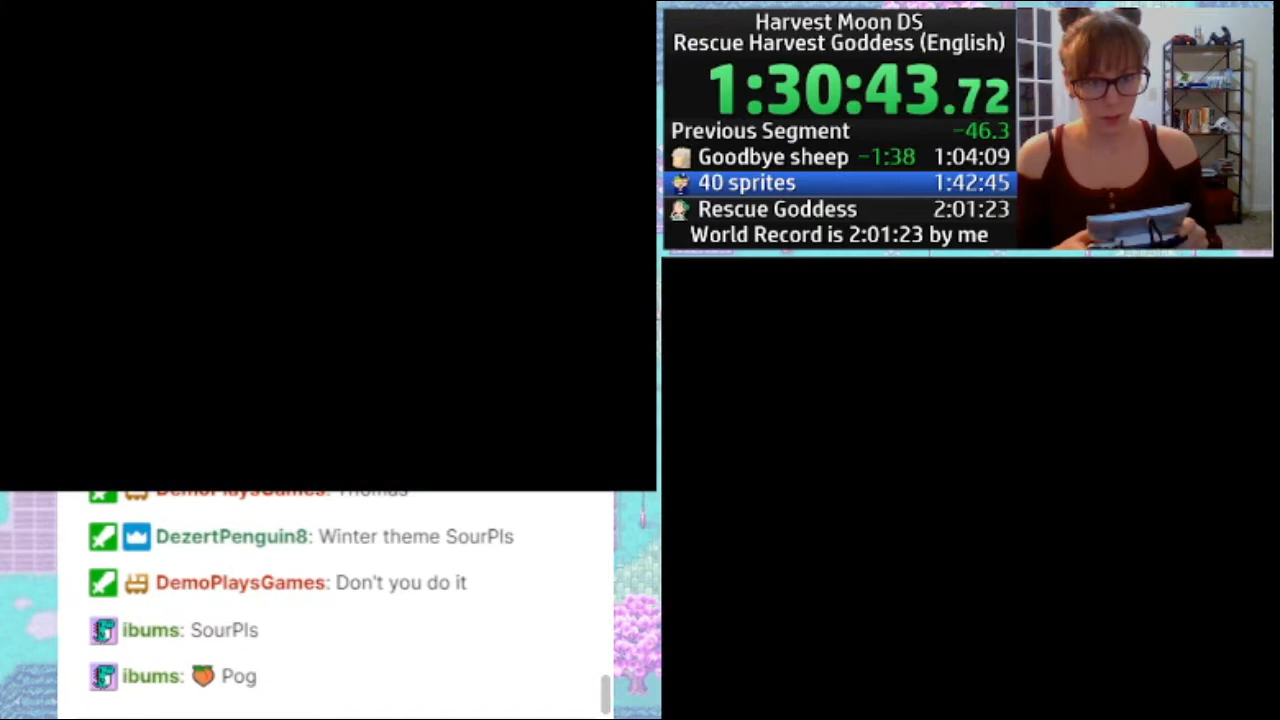 Harvest Moon DS
Rescue Harvest Goddess (English)
1:30:43.72
Previous Segment -46.3
Goodbye sheep -1:38 1:04:09
40 sprites 1:42:45
Rescue Goddess 2:01:23
World Record is 2:01:23 by me
DemoPlaysGames: Thomas
DezertPenguin8: Winter theme SourPls
DemoPlaysGames: Don't you do it
ibums: SourPls
ibums: 🍑 Pog